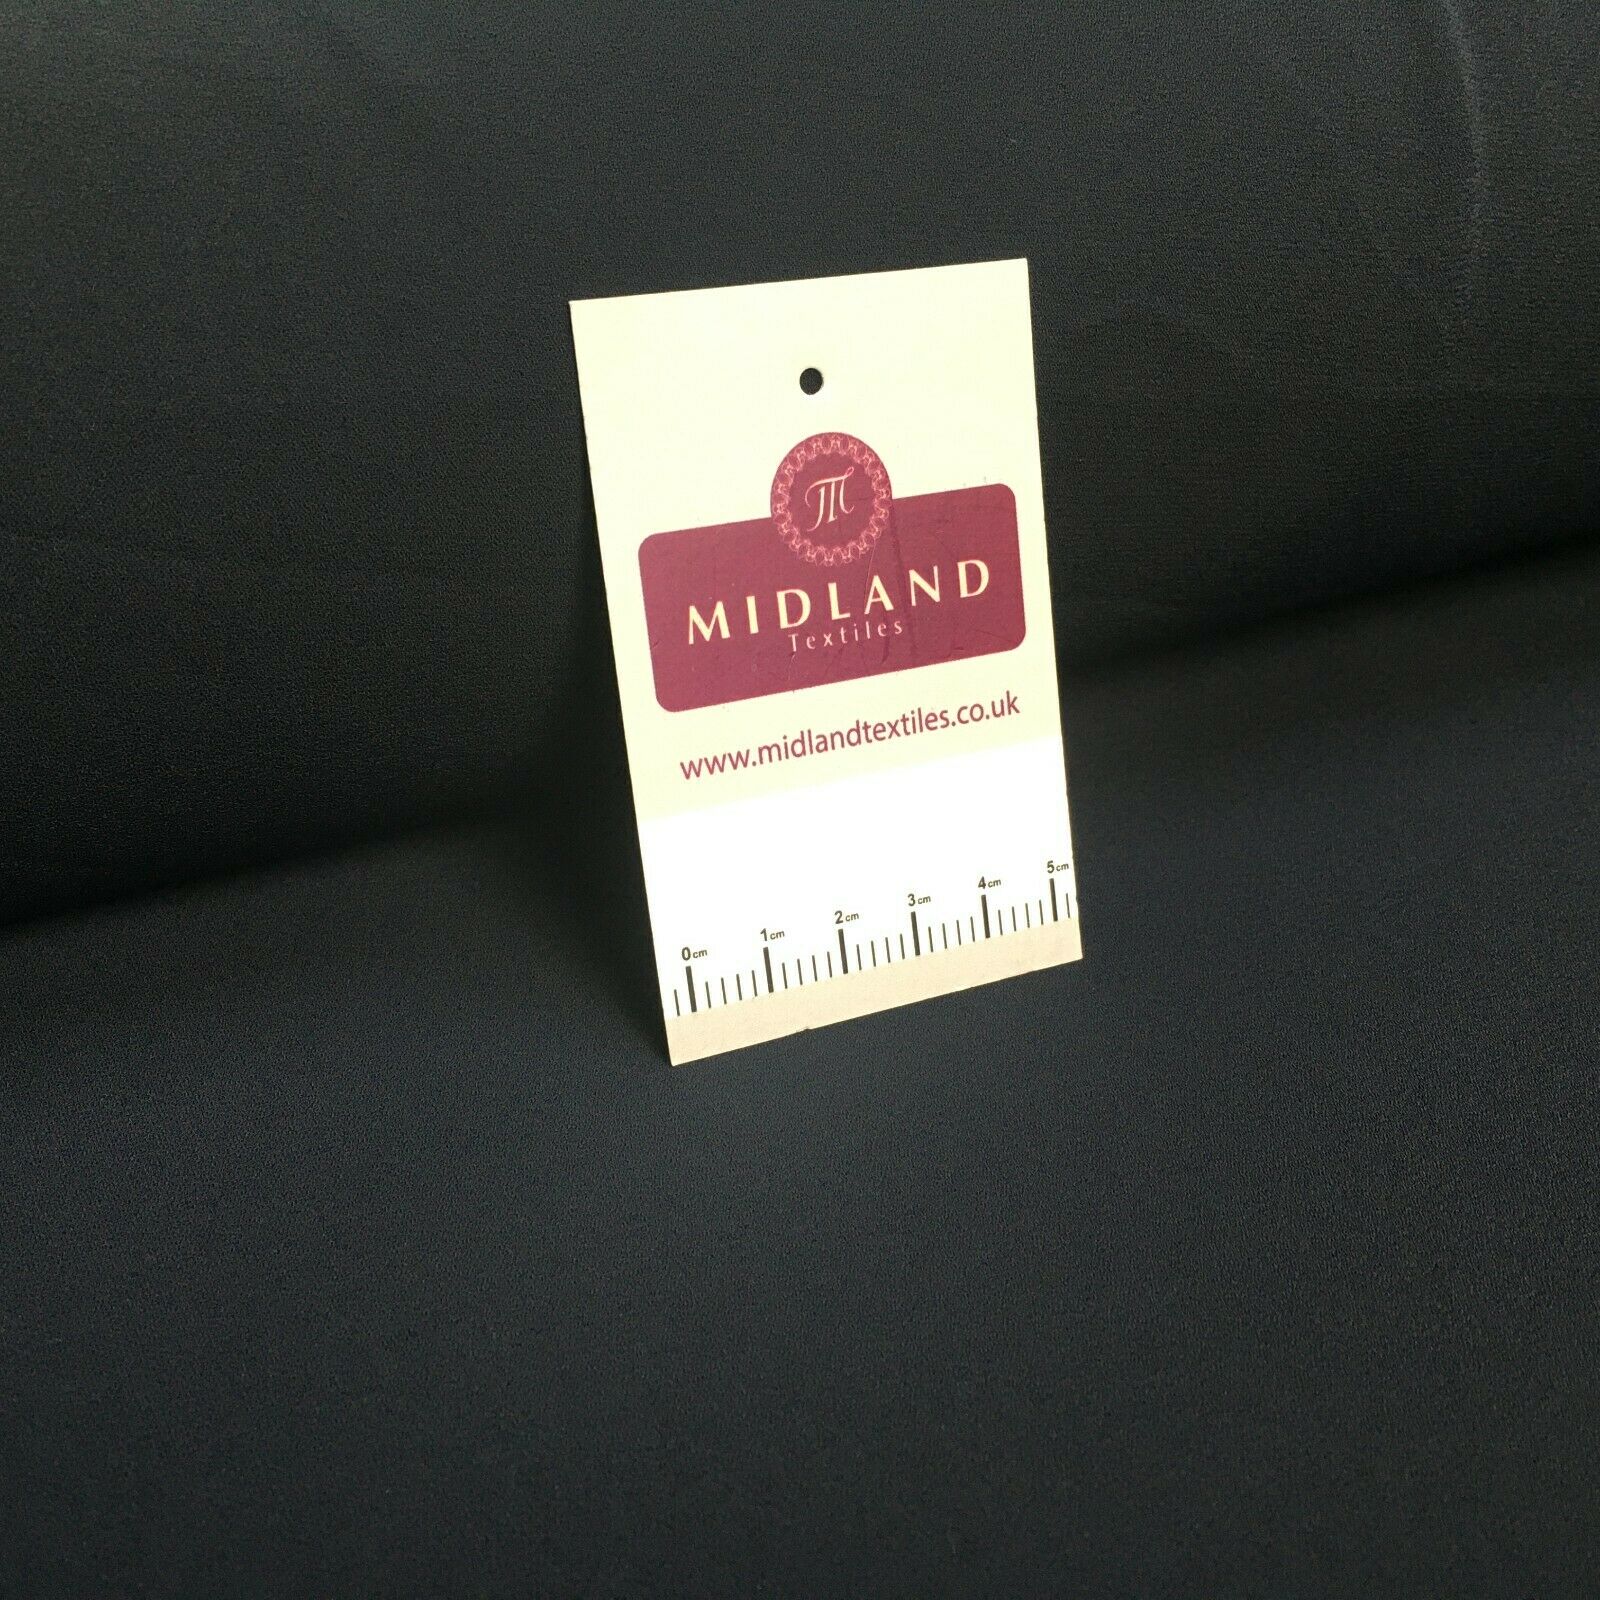 M
MIDLAND
Textiles
www.midlandtextiles.co.uk
0cm 1cm 2cm 3cm 4cm 5cm